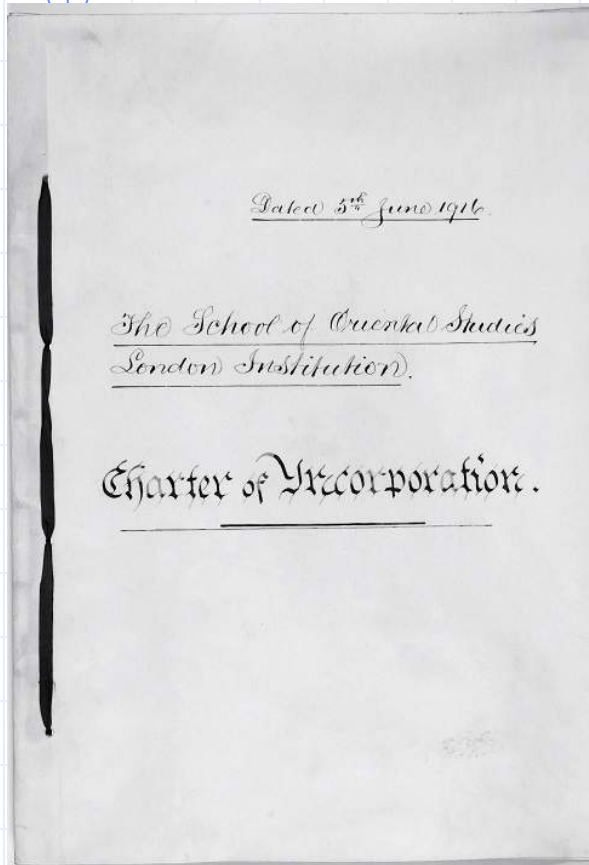 Dated 5th June 1916.
The School of Oriental Studies
London Institution.
Charter of Incorporation.